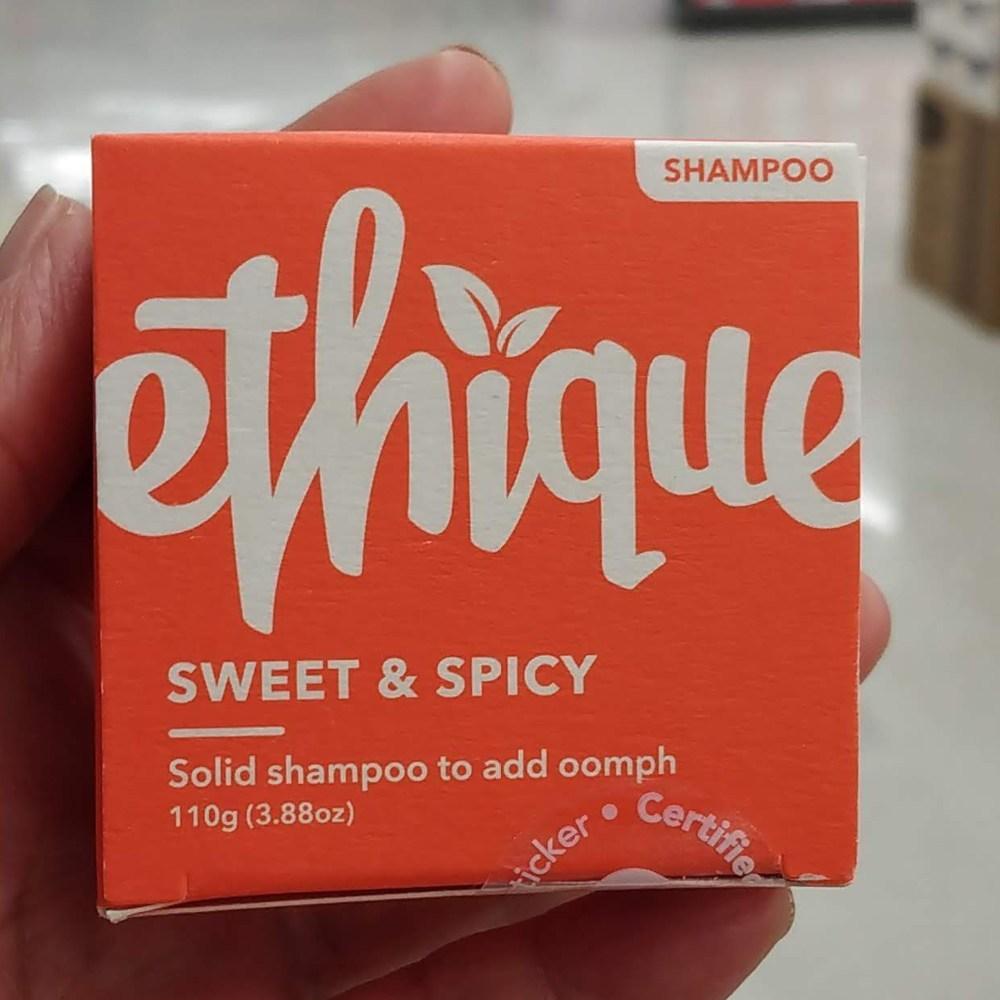 SHAMPOO
ethique
SWEET & SPICY
Solid shampoo to add oomph
110g (3.88oz)